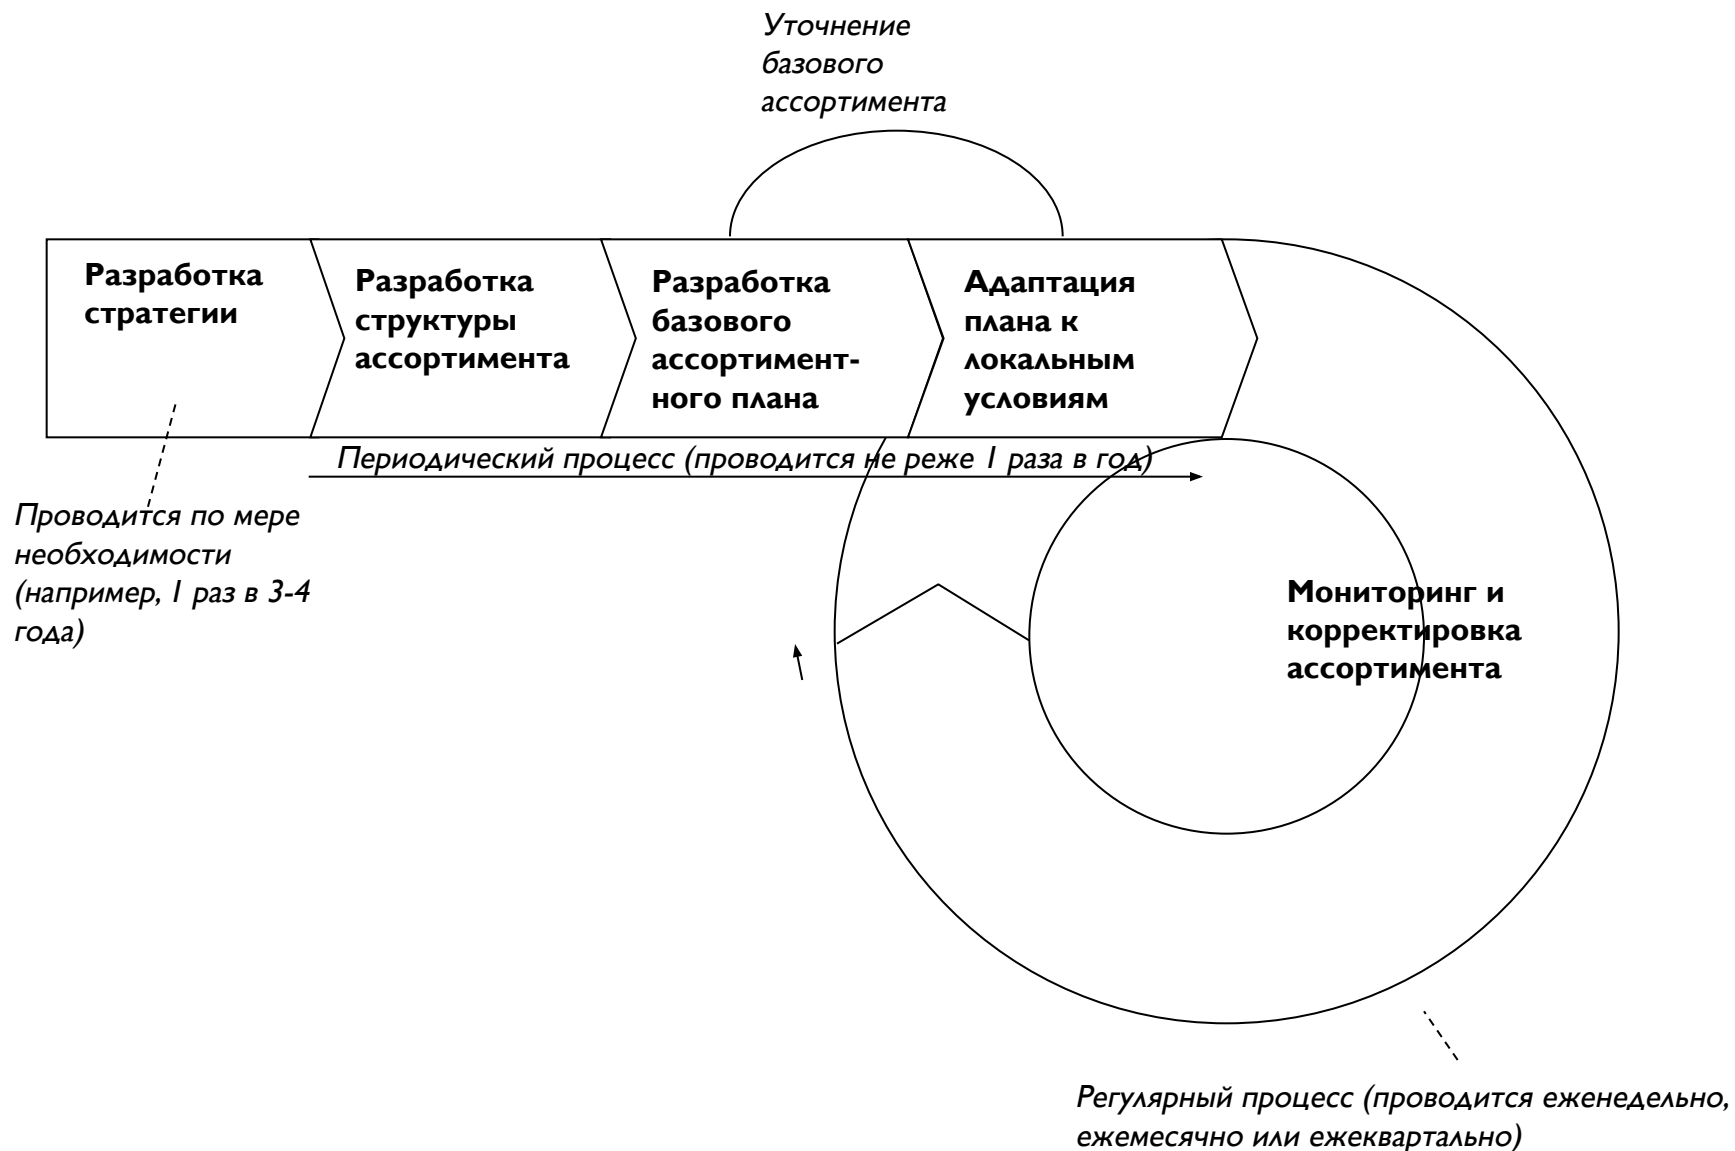 Уточнение
базового
ассортимента
Разработка
стратегии
Разработка
структуры
ассортимента
Разработка
базового
ассортимент-
ного плана
Адаптация
плана к
локальным
условиям
Периодический процесс (проводится не реже 1 раза в год)
Проводится по мере
необходимости
(например, 1 раз в 3-4
года)
Мониторинг и
корректировка
ассортимента
Регулярный процесс (проводится еженедельно,
ежемесячно или ежеквартально)